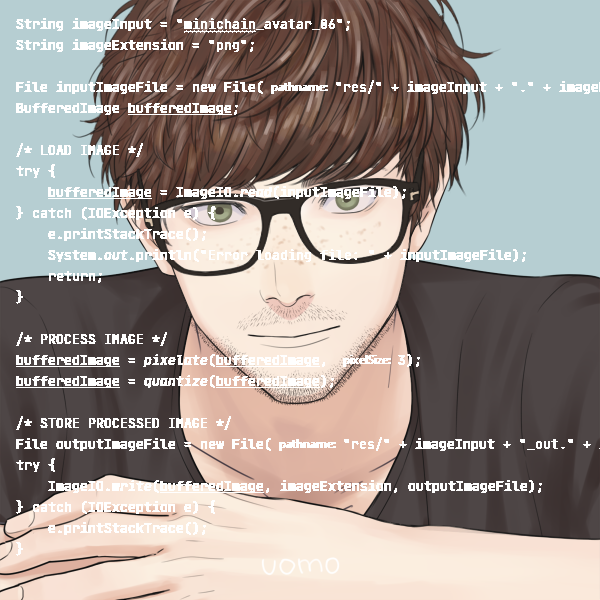 String imageInput = "minichain_avatar_06";
String imageExtension = "png";
File inputImageFile = new File( pathname: "res/" + imageInput + "." + image
BufferedImage bufferedImage;
/* LOAD IMAGE */
try {
bufferedImage = ImageIO.read(inputImageFile);
} catch (IOException e) {
e.printStackTrace();
System.out.println("Error loading file. " + inputImageFile);
return;
}
/* PROCESS IMAGE */
bufferedImage = pixelate(bufferedImage, pixelSize: 3);
bufferedImage = quantize(bufferedImage);
/* STORE PROCESSED IMAGE */
File outputImageFile = new File( pathname: "res/" + imageInput + "_out." + 
try {
ImageIO.write(bufferedImage, imageExtension, outputImageFile);
} catch (IOException e) {
e.printStackTrace();
}
uomo